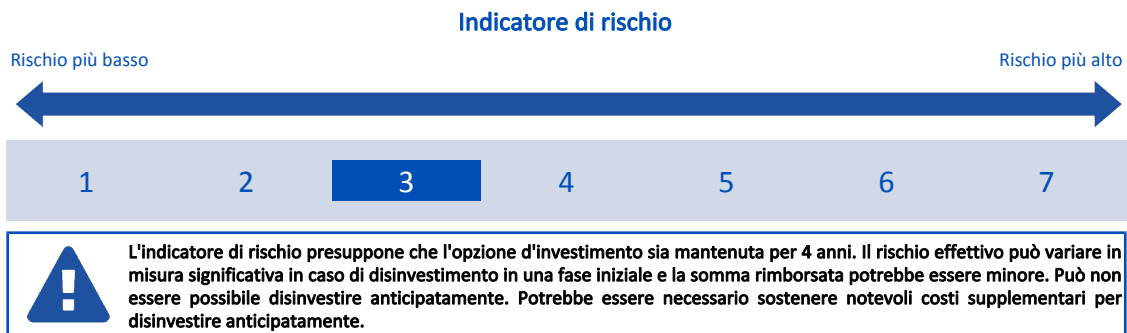 Indicatore di rischio
Rischio più basso
Rischio più alto
1 2 3 4 5 6 7
L'indicatore di rischio presuppone che l'opzione d'investimento sia mantenuta per 4 anni. Il rischio effettivo può variare in
misura significativa in caso di disinvestimento in una fase iniziale e la somma rimborsata potrebbe essere minore. Può non
essere possibile disinvestire anticipatamente. Potrebbe essere necessario sostenere notevoli costi supplementari per
disinvestire anticipatamente.